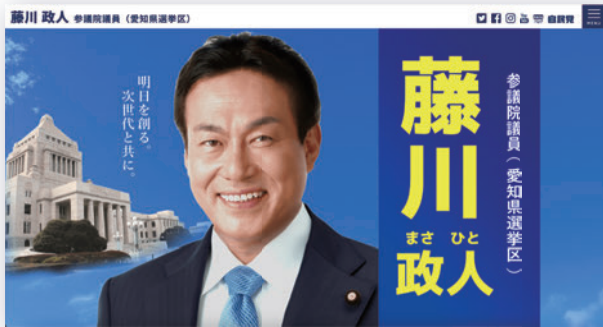 藤川 政人 参議院議員（愛知県選挙区）
自民党
MENU
明日を創る。
次世代と共に。
参議院議員（愛知県選挙区）
藤川
まさ ひと
政人